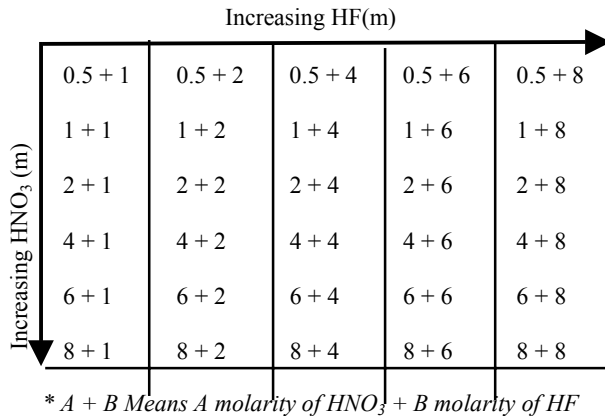 Increasing HF(m)
Increasing HNO₃ (m)
0.5 + 1 0.5 + 2 0.5 + 4 0.5 + 6 0.5 + 8
1 + 1 1 + 2 1 + 4 1 + 6 1 + 8
2 + 1 2 + 2 2 + 4 2 + 6 2 + 8
4 + 1 4 + 2 4 + 4 4 + 6 4 + 8
6 + 1 6 + 2 6 + 4 6 + 6 6 + 8
8 + 1 8 + 2 8 + 4 8 + 6 8 + 8
* A + B Means A molarity of HNO₃ + B molarity of HF